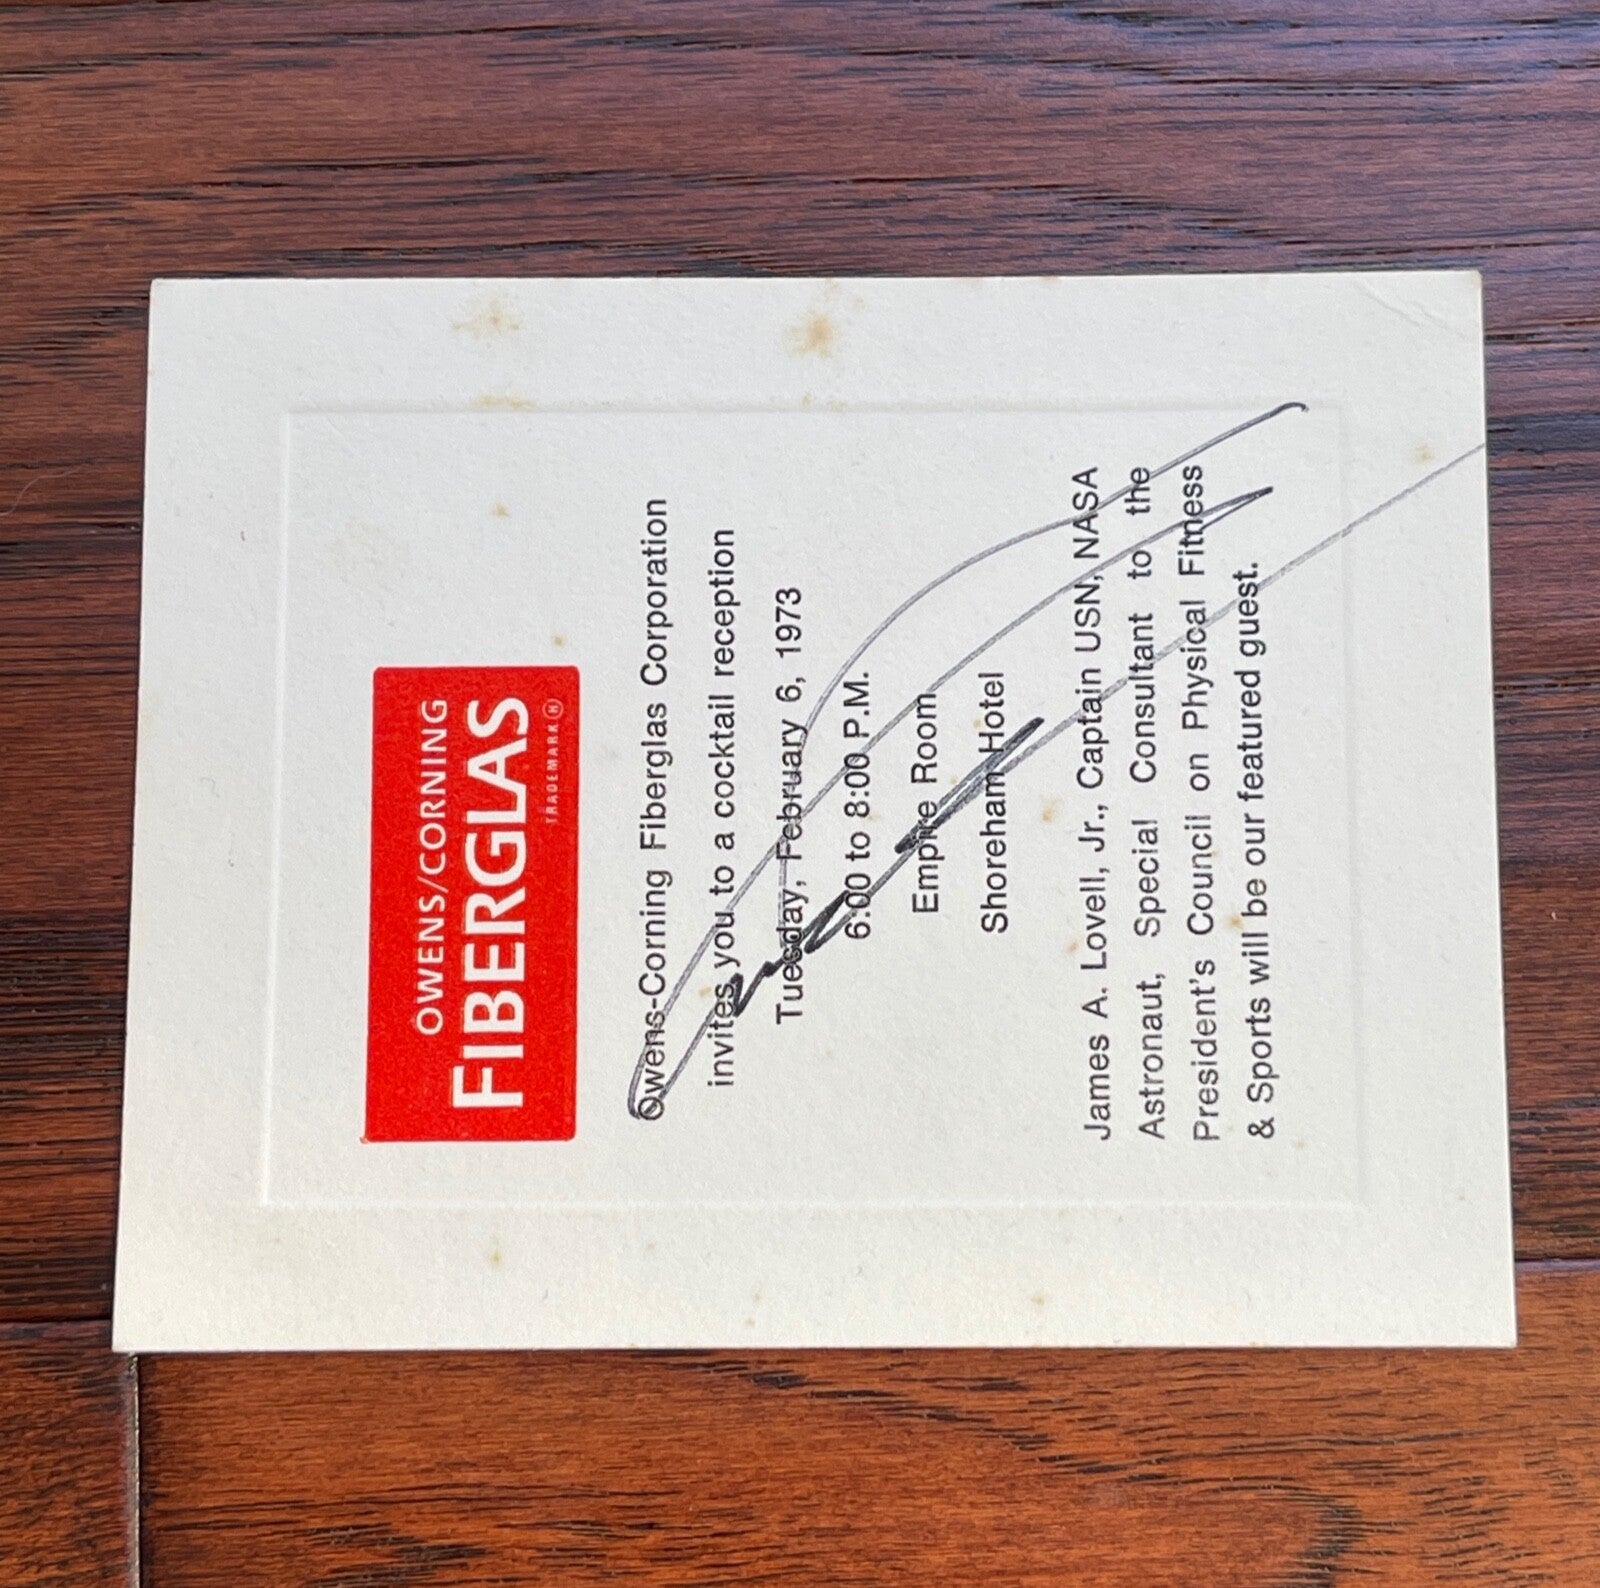 OWENS/CORNING
FIBERGLAS
TRADEMARK ®
Owens-Corning Fiberglas Corporation
invites you to a cocktail reception
Tuesday, February 6, 1973
6:00 to 8:00 P.M.
Empire Room
Shoreham Hotel
James A. Lovell, Jr., Captain USN, NASA
Astronaut, Special Consultant to the
President's Council on Physical Fitness
& Sports will be our featured guest.